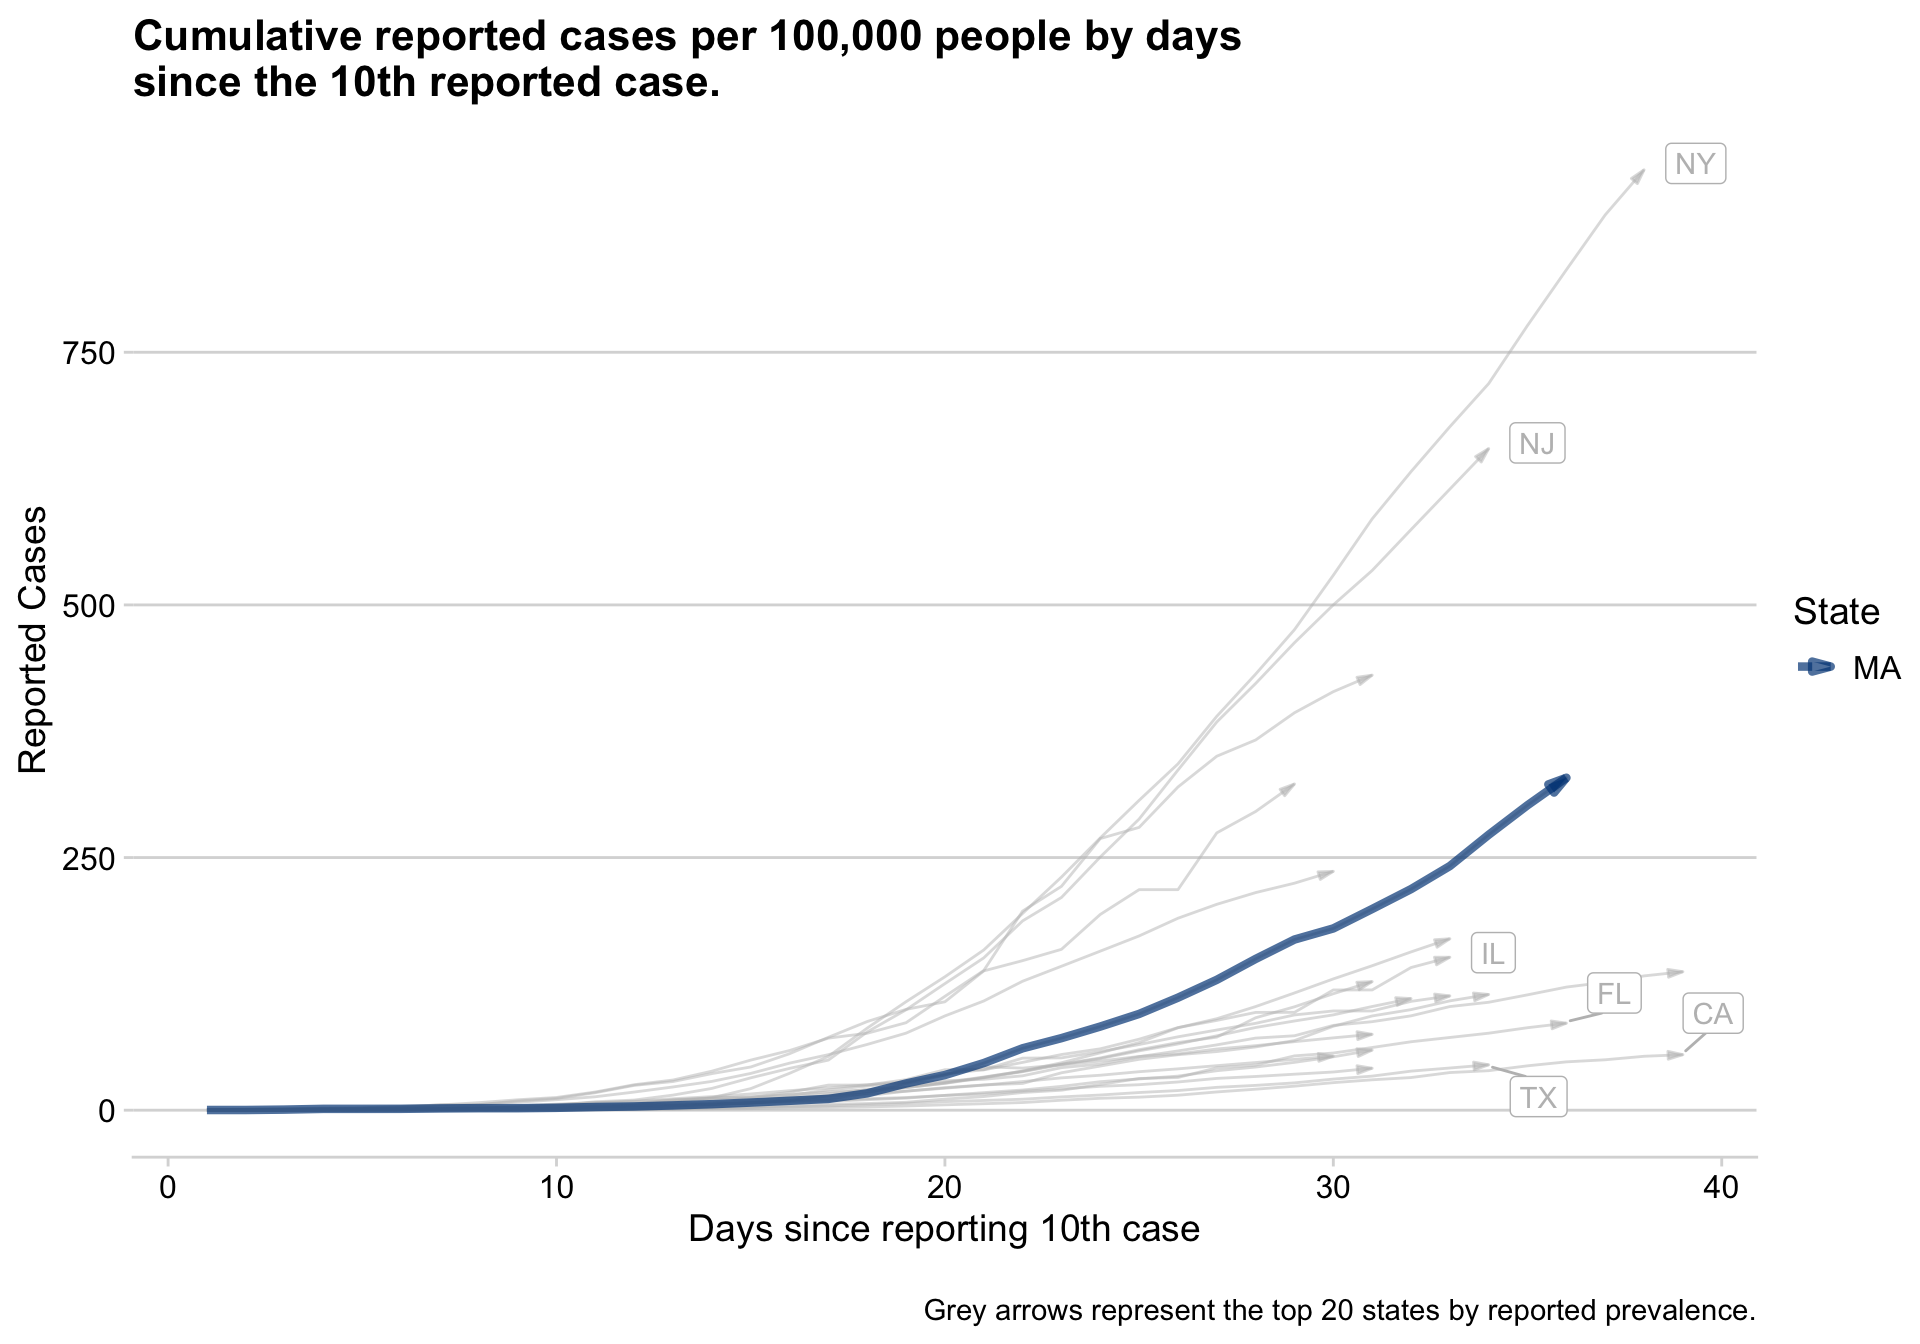 Cumulative reported cases per 100,000 people by days
since the 10th reported case.
NY
NJ
750
500
250
0
IL
FL
CA
TX
Reported Cases
State
MA
0 10 20 30 40
Days since reporting 10th case
Grey arrows represent the top 20 states by reported prevalence.